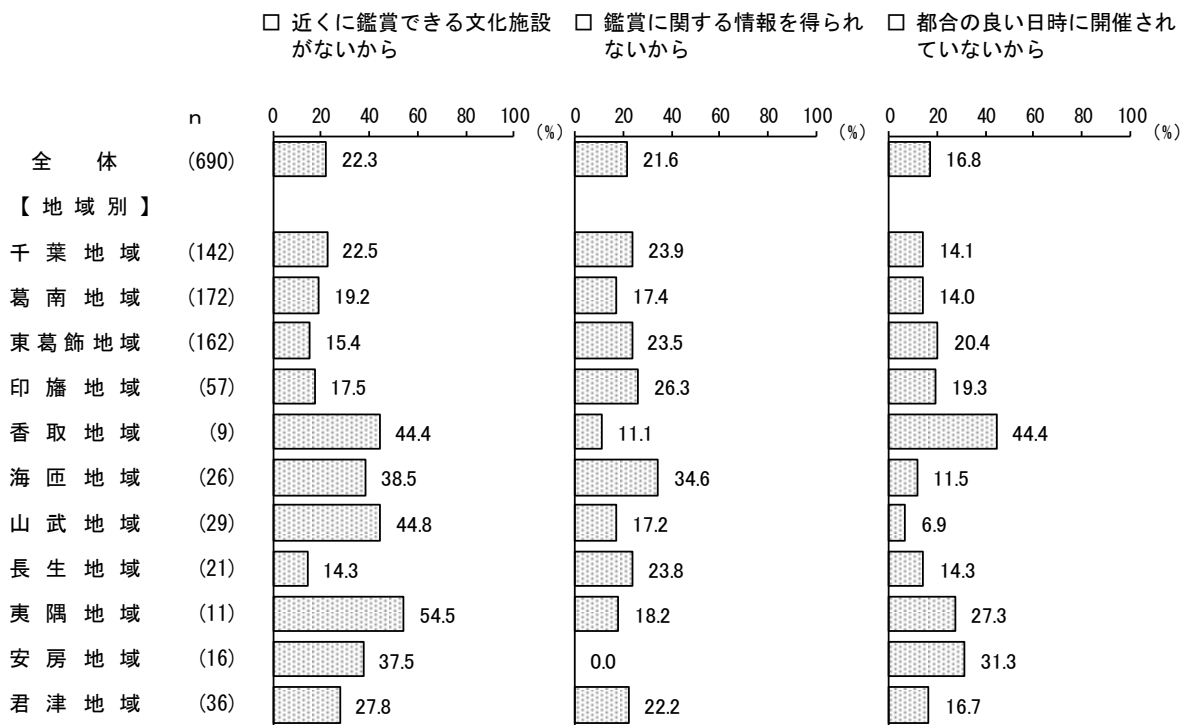 □ 近くに鑑賞できる文化施設
がないから
□ 鑑賞に関する情報を得られ
ないから
□ 都合の良い日時に開催され
ていないから
n 0 20 40 60 80 100 (%) 0 20 40 60 80 100 (%) 0 20 40 60 80 100 (%)
全体 (690) 22.3 21.6 16.8
【地域別】
千葉地域 (142) 22.5 23.9 14.1
葛南地域 (172) 19.2 17.4 14.0
東葛飾地域 (162) 15.4 23.5 20.4
印旛地域 (57) 17.5 26.3 19.3
香取地域 (9) 44.4 11.1 44.4
海匝地域 (26) 38.5 34.6 11.5
山武地域 (29) 44.8 17.2 6.9
長生地域 (21) 14.3 23.8 14.3
夷隅地域 (11) 54.5 18.2 27.3
安房地域 (16) 37.5 0.0 31.3
君津地域 (36) 27.8 22.2 16.7